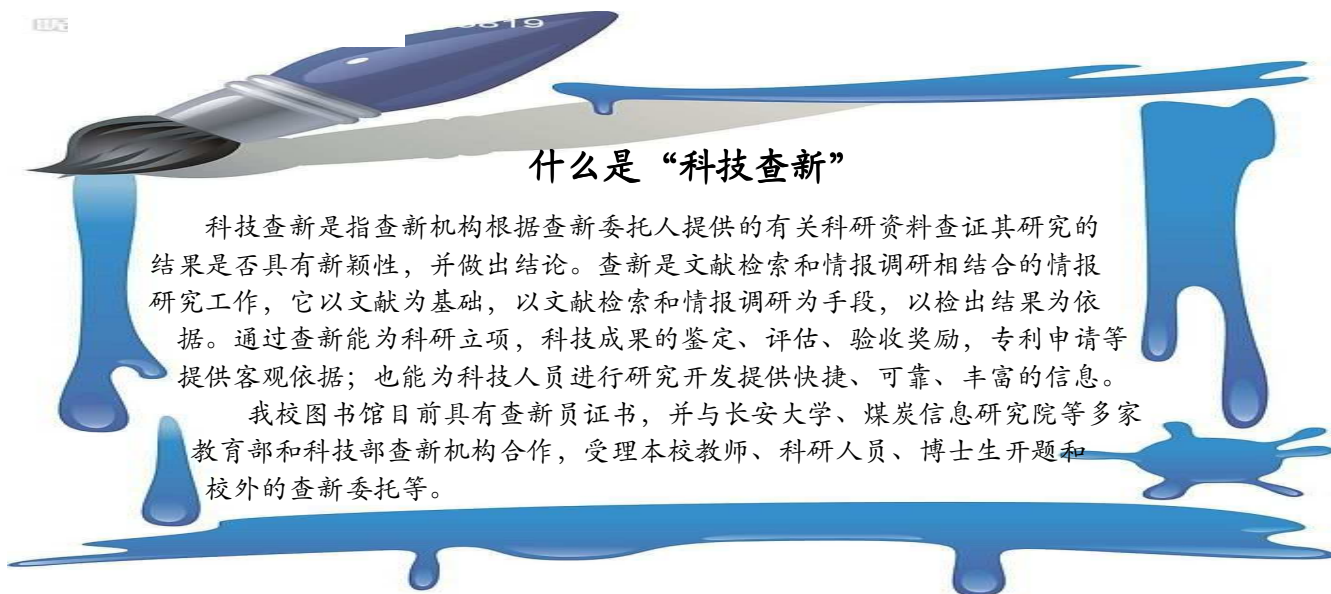 什么是“科技查新”
科技查新是指查新机构根据查新委托人提供的有关科研资料查证其研究的
结果是否具有新颖性，并做出结论。查新是文献检索和情报调研相结合的情报
研究工作，它以文献为基础，以文献检索和情报调研为手段，以检出结果为依
据。通过查新能为科研立项，科技成果的鉴定、评估、验收奖励，专利申请等
提供客观依据；也能为科技人员进行研究开发提供快捷、可靠、丰富的信息。
我校图书馆目前具有查新员证书，并与长安大学、煤炭信息研究院等多家
教育部和科技部查新机构合作，受理本校教师、科研人员、博士生开题和
校外的查新委托等。